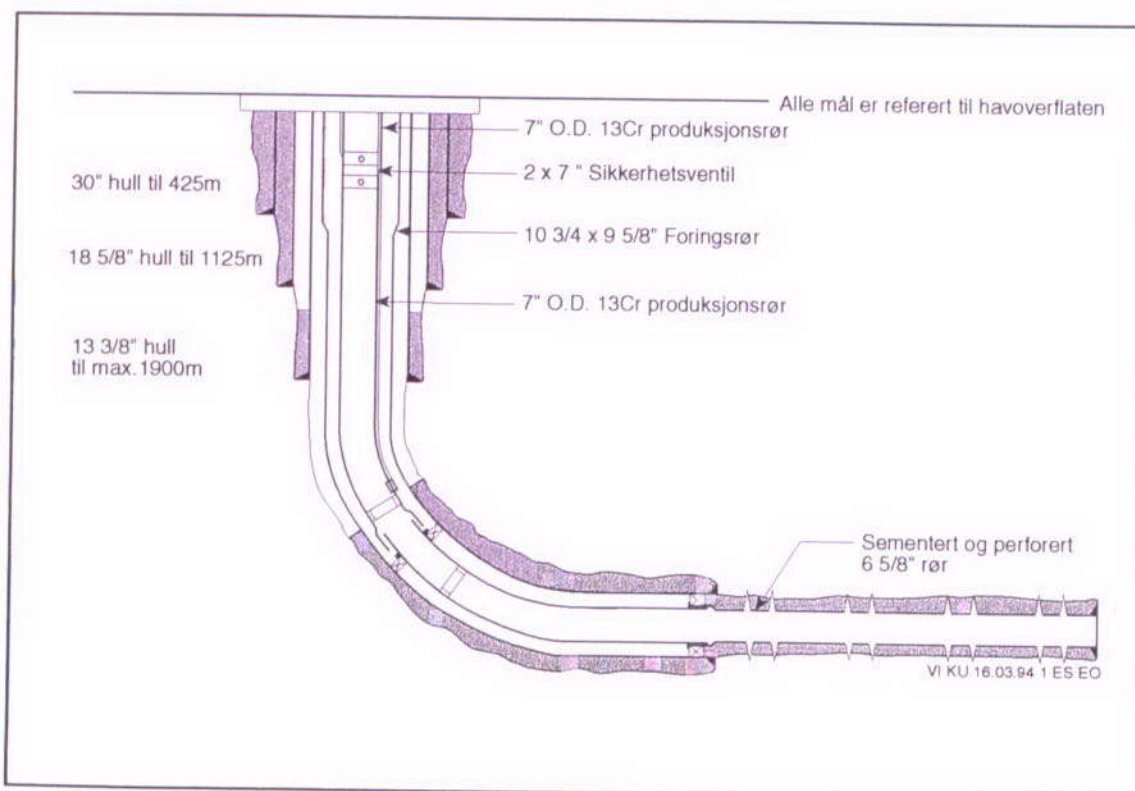 Alle mål er referert til havoverflaten
7" O.D. 13Cr produksjonsrør
2 x 7 " Sikkerhetsventil
30" hull til 425m
10 3/4 x 9 5/8" Foringsrør
18 5/8" hull til 1125m
7" O.D. 13Cr produksjonsrør
13 3/8" hull
til max. 1900m
Sementert og perforert
6 5/8" rør
VI KU 16.03.94 1 ES EO